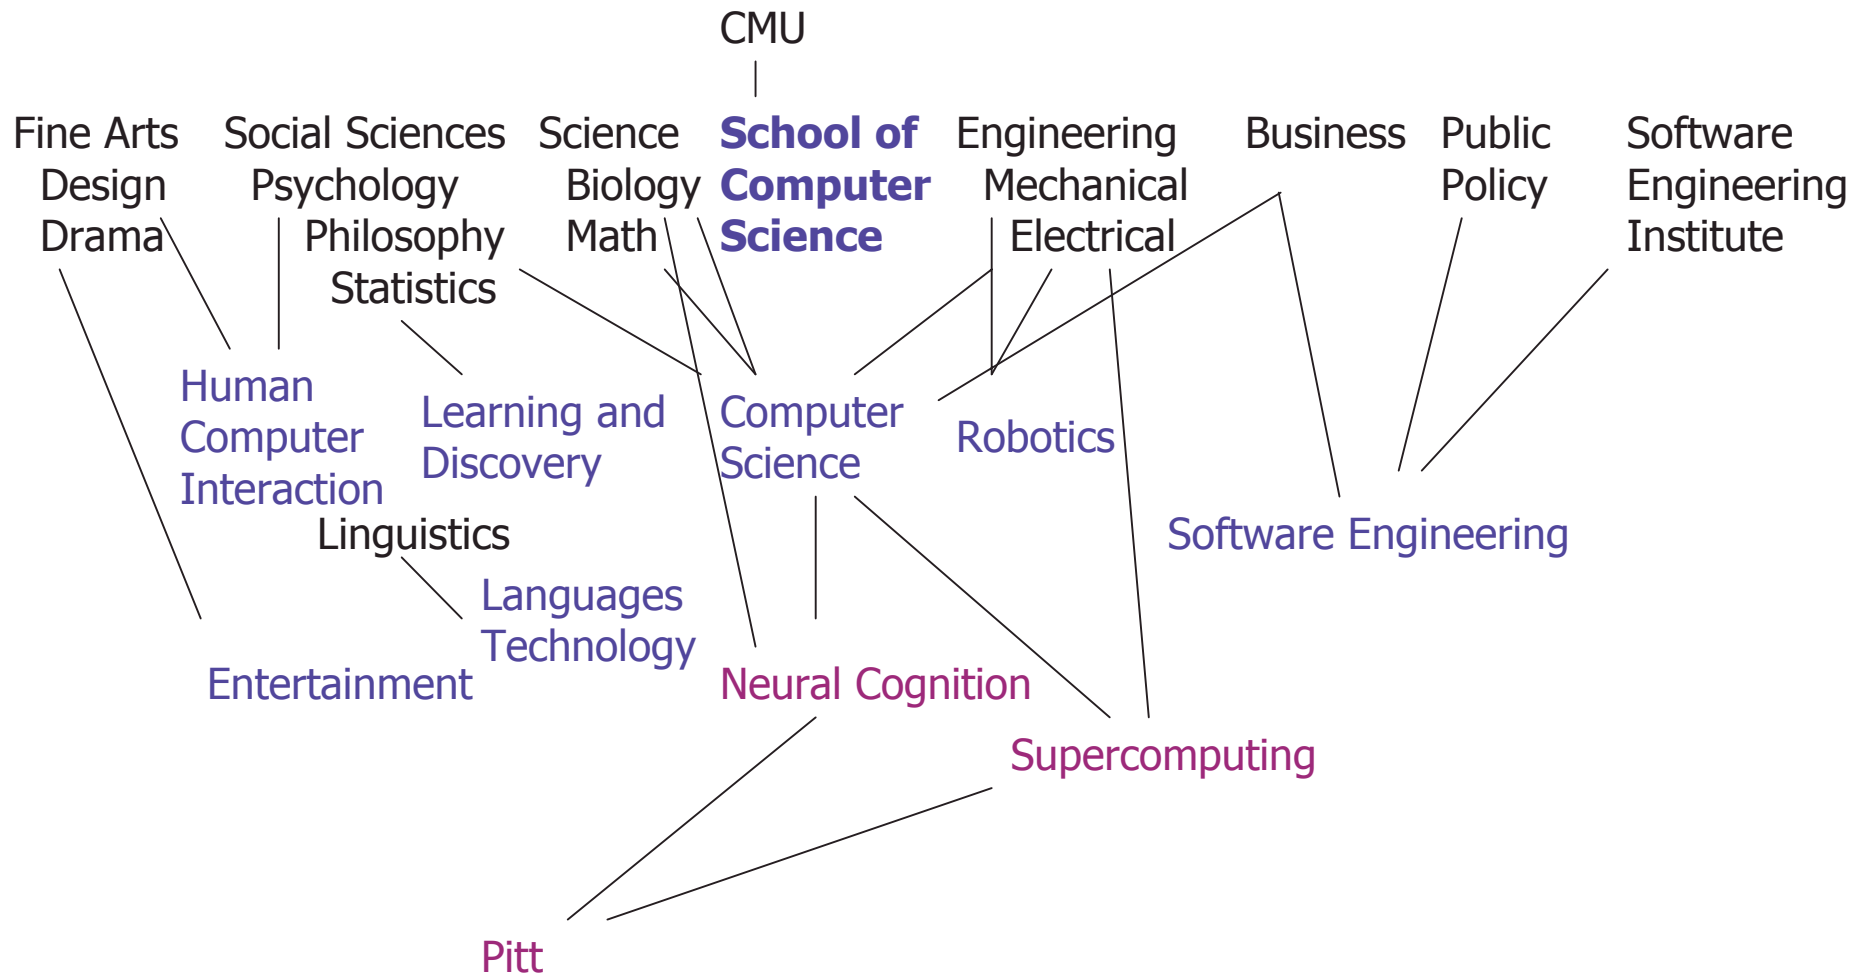 CMU
Fine Arts
Design
Drama
Social Sciences
Psychology
Philosophy
Statistics
Science
Biology
Math
School of
Computer
Science
Engineering
Mechanical
Electrical
Business
Public
Policy
Software
Engineering
Institute
Human
Computer
Interaction
Learning and
Discovery
Computer
Science
Robotics
Linguistics
Software Engineering
Languages
Technology
Entertainment
Neural Cognition
Supercomputing
Pitt